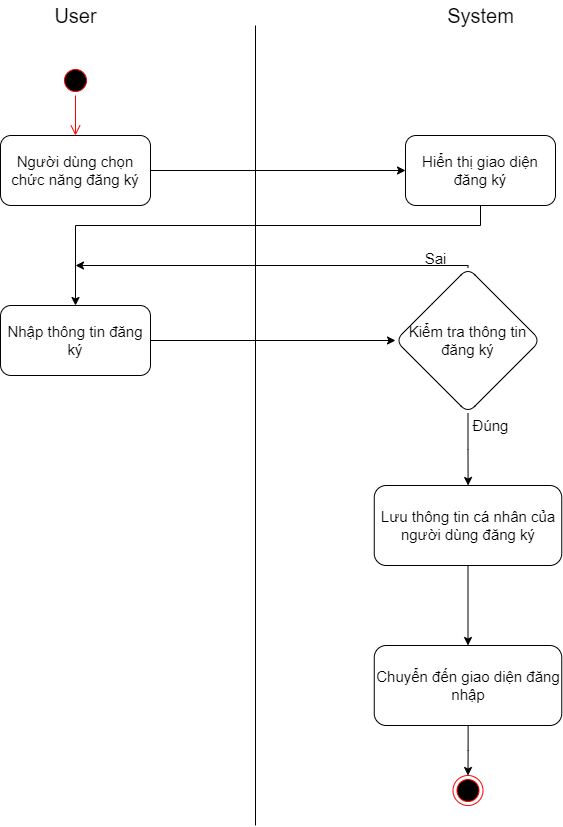 User
System
Người dùng chọn
chức năng đăng ký
Hiển thị giao diện
đăng ký
Sai
Nhập thông tin đăng
ký
Kiểm tra thông tin
đăng ký
Đúng
Lưu thông tin cá nhân của
người dùng đăng ký
Chuyển đến giao diện đăng
nhập